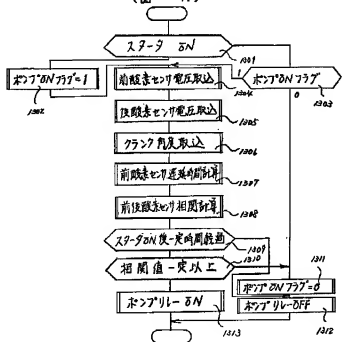 スタータ ON
1301
ポンプONフラグ=1
1302
前酸素センサ電圧取込
1304
1
ポンプONフラグ
0
1303
後酸素センサ電圧取込
1305
クランク角度取込
1306
前酸素センサ遅延時間計算
1307
前後酸素センサ相関計算
1308
スタータON後一定時間経過
1309
相関値一定以上
1310
1311
ポンプONフラグ=0
ポンプリレーON
1313
ポンプリレーOFF
1312